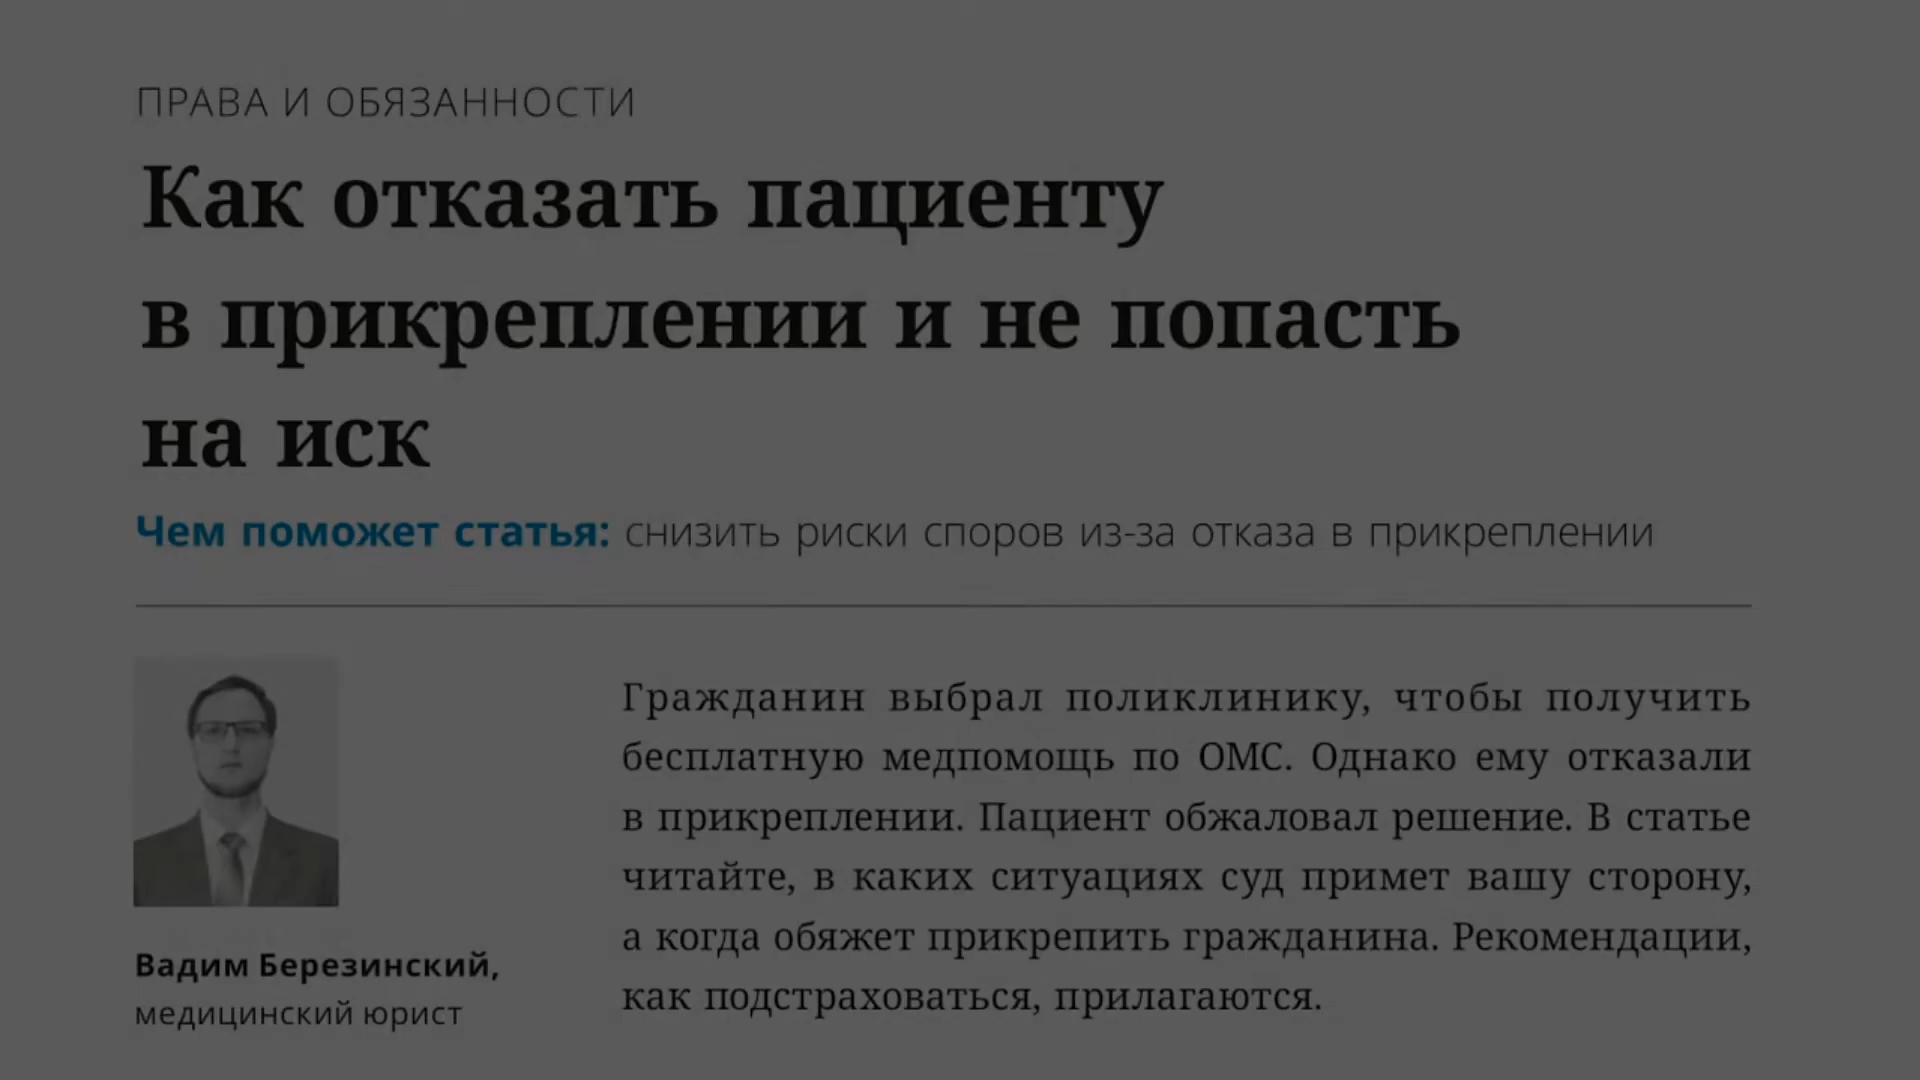 ПРАВА И ОБЯЗАННОСТИ
Как отказать пациенту
в прикреплении и не попасть
на иск
Чем поможет статья: снизить риски споров из-за отказа в прикреплении
Гражданин выбрал поликлинику, чтобы получить
бесплатную медпомощь по ОМС. Однако ему отказали
в прикреплении. Пациент обжаловал решение. В статье
читайте, в каких ситуациях суд примет вашу сторону,
а когда обяжет прикрепить гражданина. Рекомендации,
как подстраховаться, прилагаются.
Вадим Березинский,
медицинский юрист